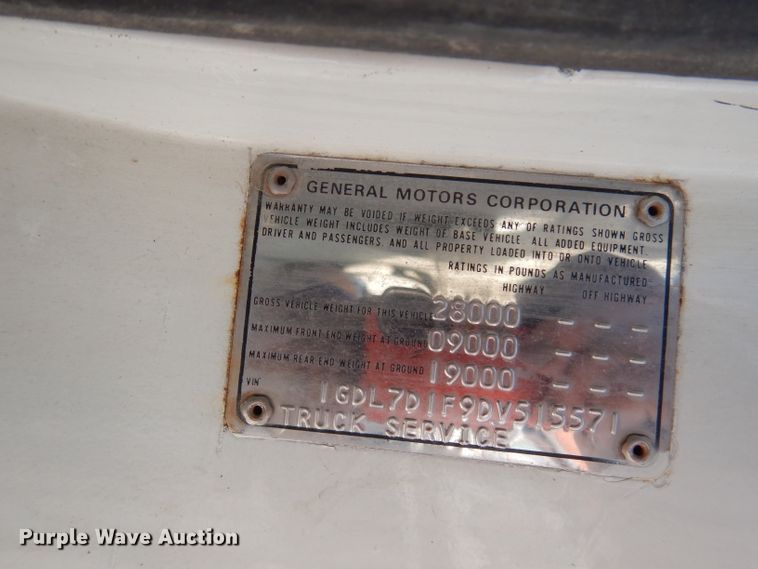 GENERAL MOTORS CORPORATION
WARRANTY MAY BE VOIDED IF WEIGHT EXCEEDS ANY OF RATINGS SHOWN GROSS
VEHICLE WEIGHT INCLUDES WEIGHT OF BASE VEHICLE. ALL ADDED EQUIPMENT.
DRIVER AND PASSENGERS, AND ALL PROPERTY LOADED INTO OR ONTO VEHICLE
RATINGS IN POUNDS AS MANUFACTURED
HIGHWAY OFF HIGHWAY
GROSS VEHICLE WEIGHT FOR THIS VEHICLE 28000 - - -
MAXIMUM FRONT END WEIGHT AT GROUND 09000 - - -
MAXIMUM REAR END WEIGHT AT GROUND 19000 - - -
VIN 1GDL7D1F9DV515571
TRUCK SERVICE
Purple Wave Auction